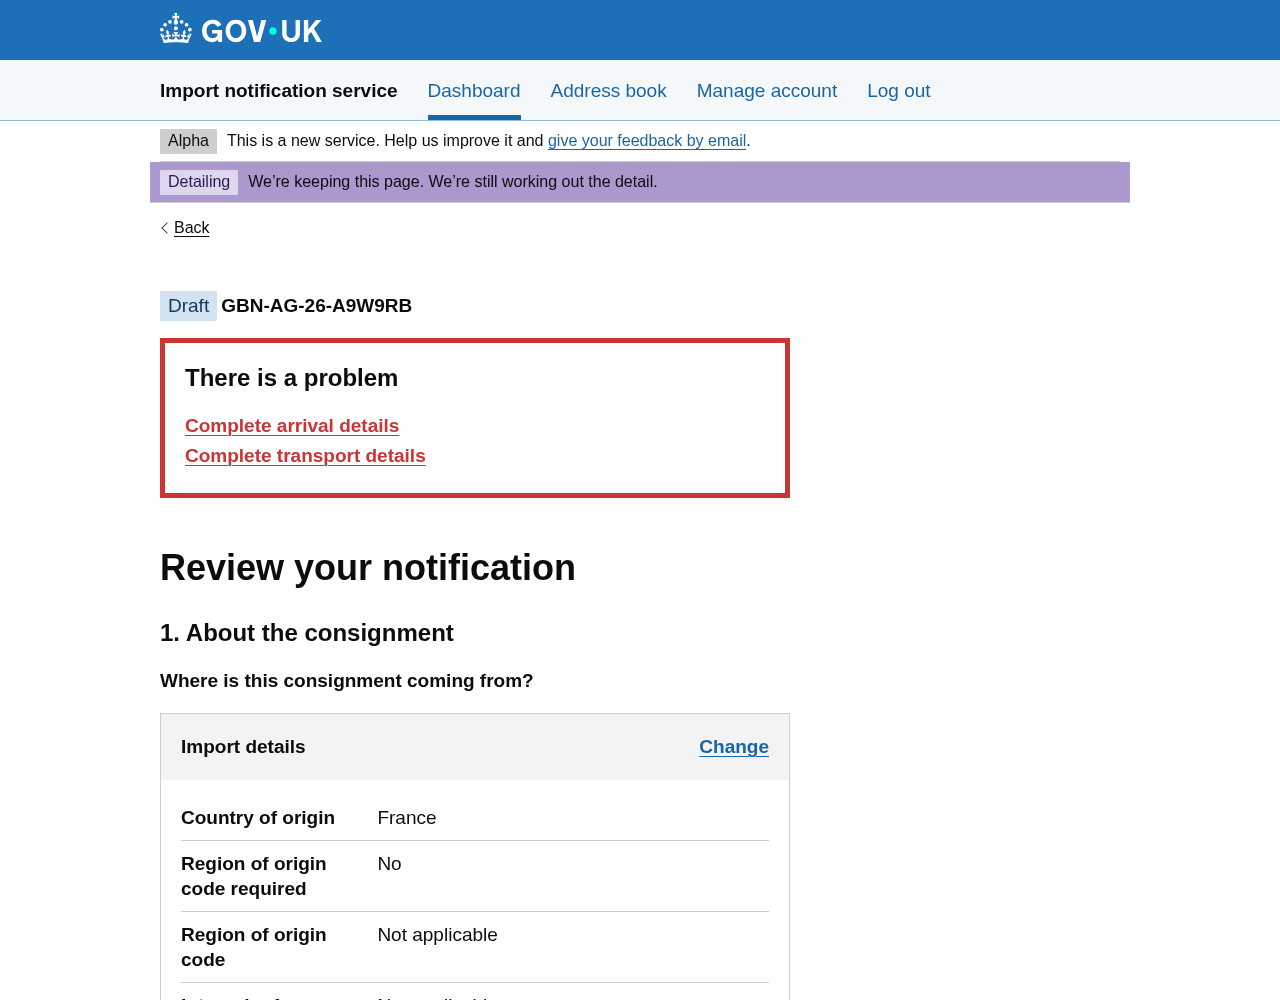 GOV·UK
Import notification service Dashboard Address book Manage account Log out
Alpha This is a new service. Help us improve it and give your feedback by email.
Detailing We’re keeping this page. We’re still working out the detail.
Back
Draft GBN-AG-26-A9W9RB
There is a problem
Complete arrival details
Complete transport details
Review your notification
1. About the consignment
Where is this consignment coming from?
Import details Change
Country of origin France
Region of origin No
code required
Region of origin Not applicable
code